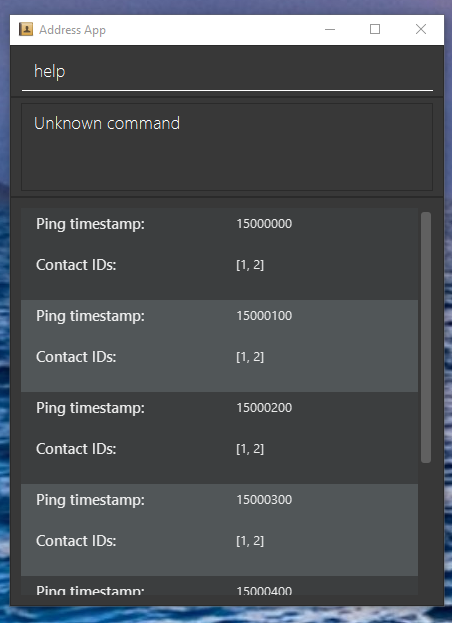 Address App
help
Unknown command
Ping timestamp: 15000000
Contact IDs: [1, 2]
Ping timestamp: 15000100
Contact IDs: [1, 2]
Ping timestamp: 15000200
Contact IDs: [1, 2]
Ping timestamp: 15000300
Contact IDs: [1, 2]
Ping timestamp: 15000400